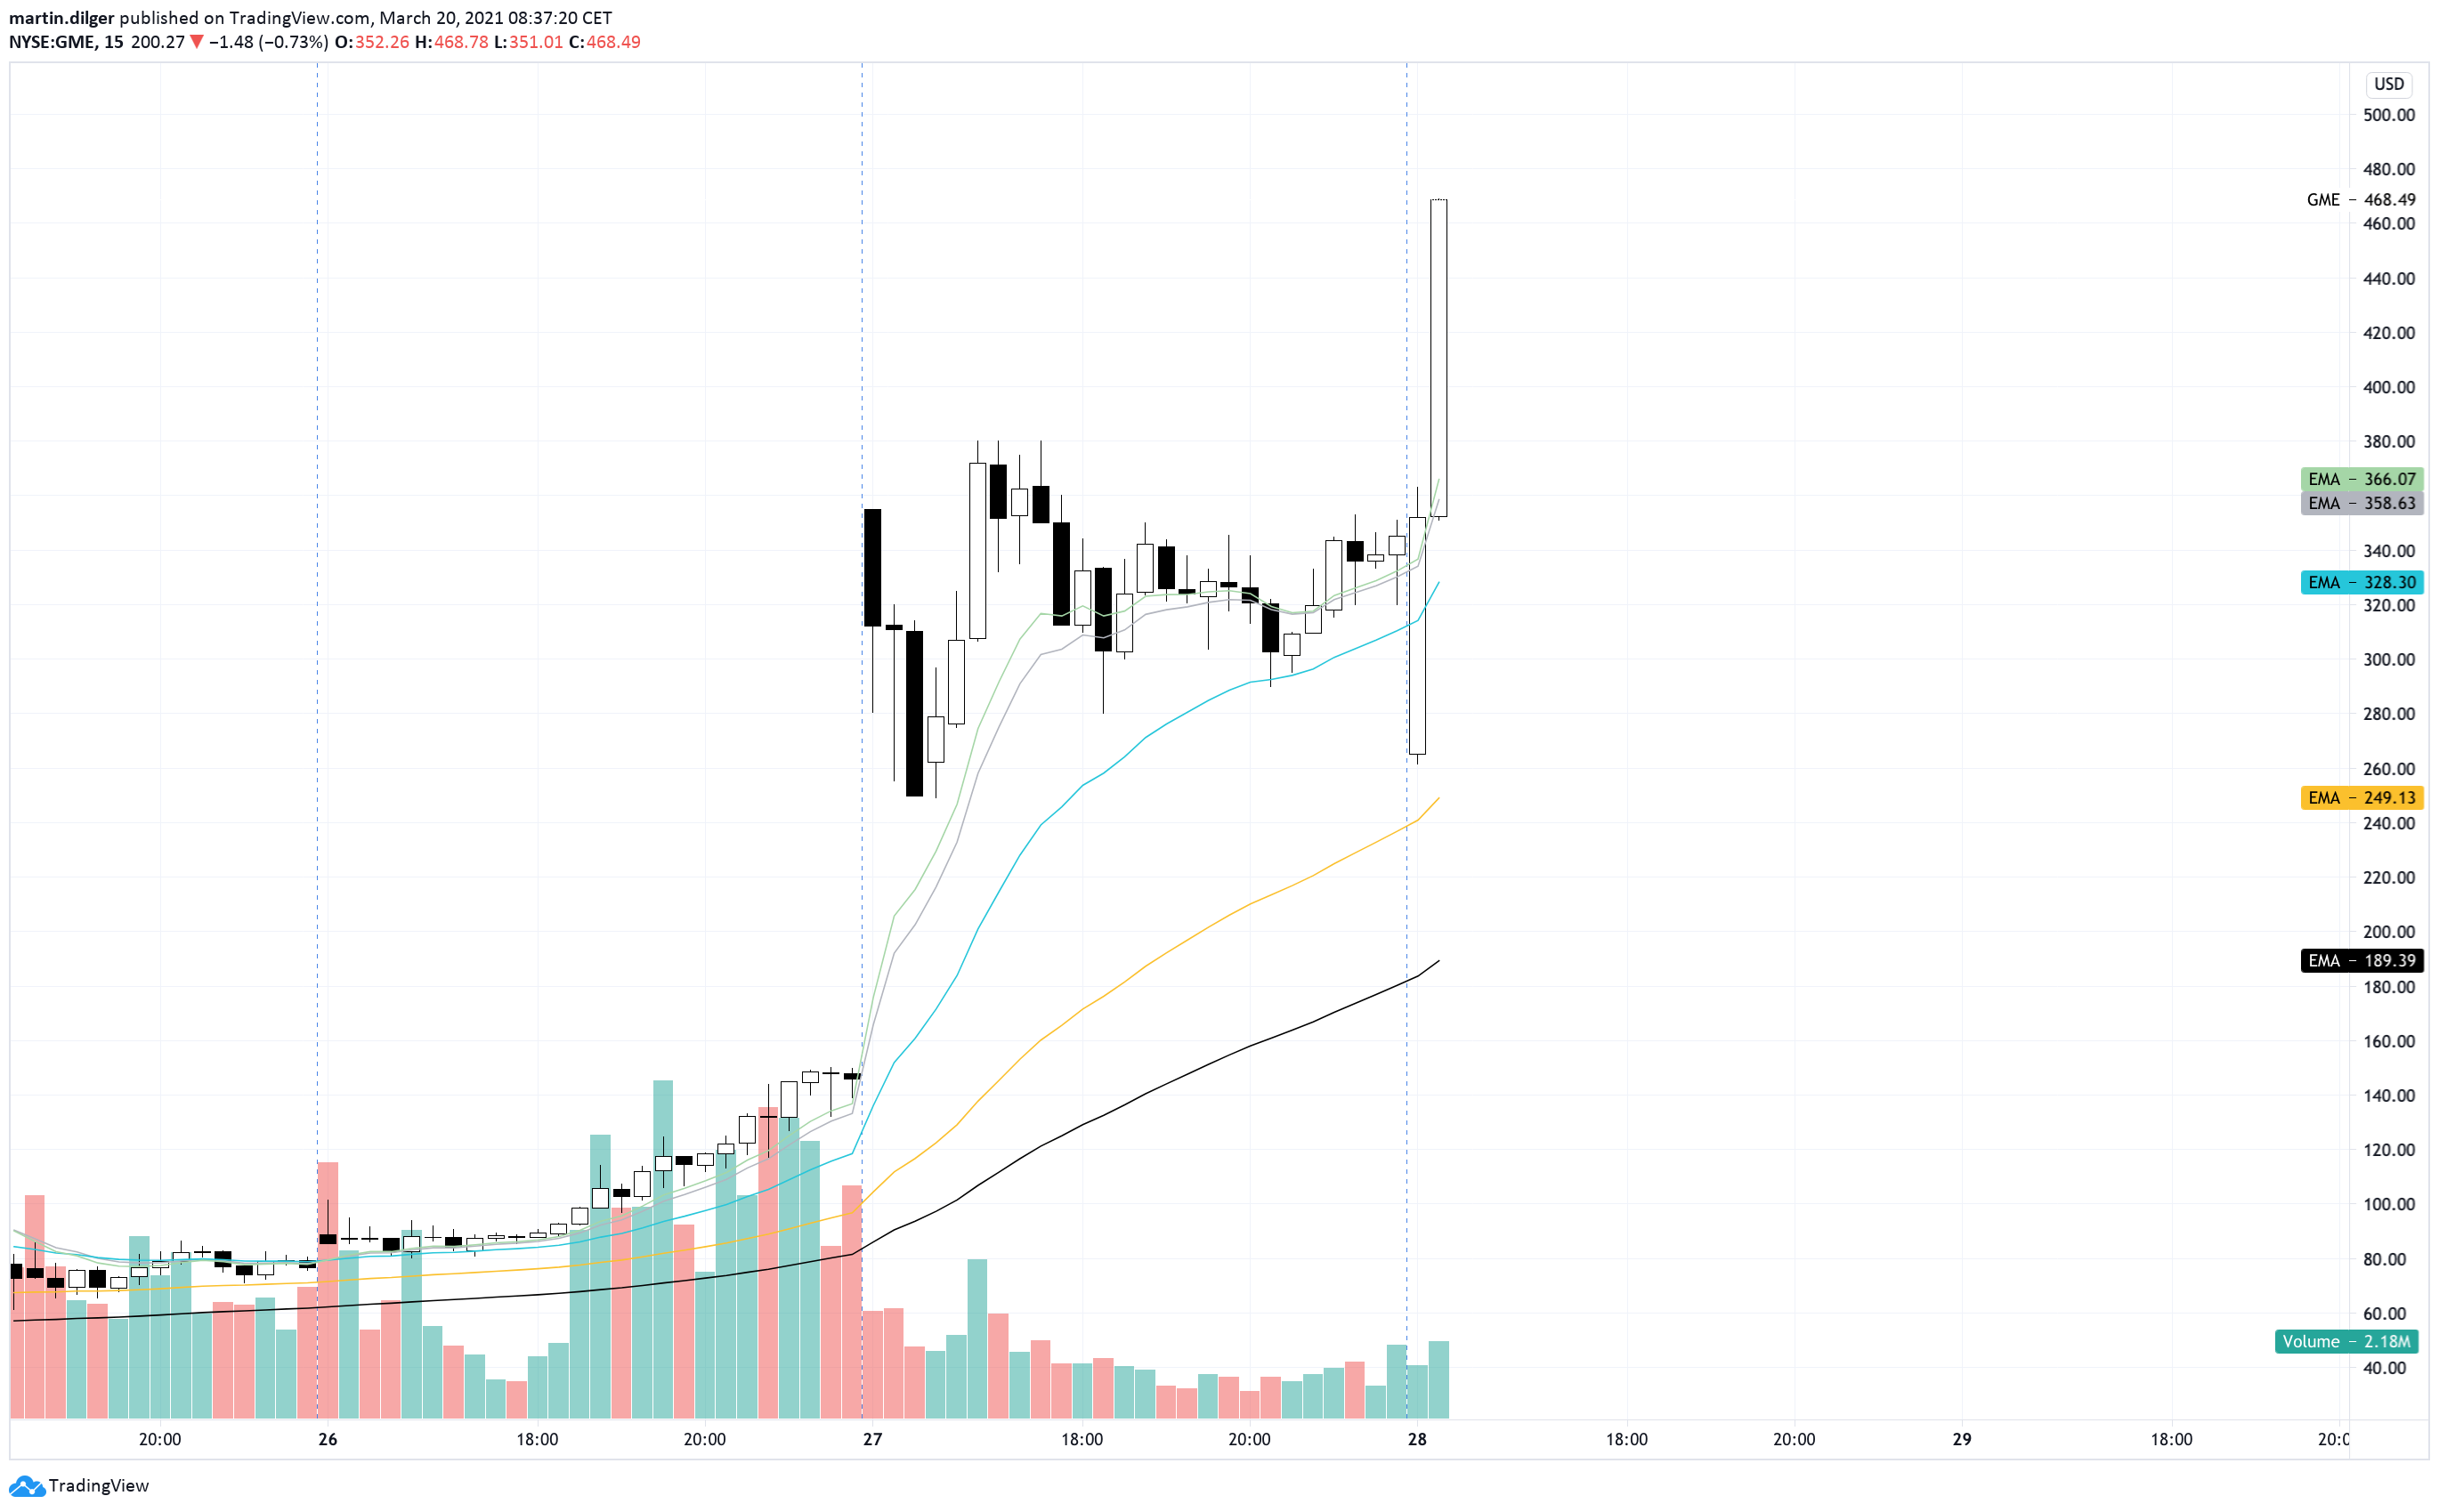 martin.dilger published on TradingView.com, March 20, 2021 08:37:20 CET
NYSE:GME, 15 200.27 ▼ −1.48 (−0.73%) O:352.26 H:468.78 L:351.01 C:468.49
USD
500.00
480.00
GME − 468.49
460.00
440.00
420.00
400.00
380.00
EMA − 366.07
EMA − 358.63
340.00
EMA − 328.30
320.00
300.00
280.00
260.00
EMA − 249.13
240.00
220.00
200.00
EMA − 189.39
180.00
160.00
140.00
120.00
100.00
80.00
60.00
Volume − 2.18M
40.00
20:00 26 18:00 20:00 27 18:00 20:00 28 18:00 20:00 29 18:00
TradingView